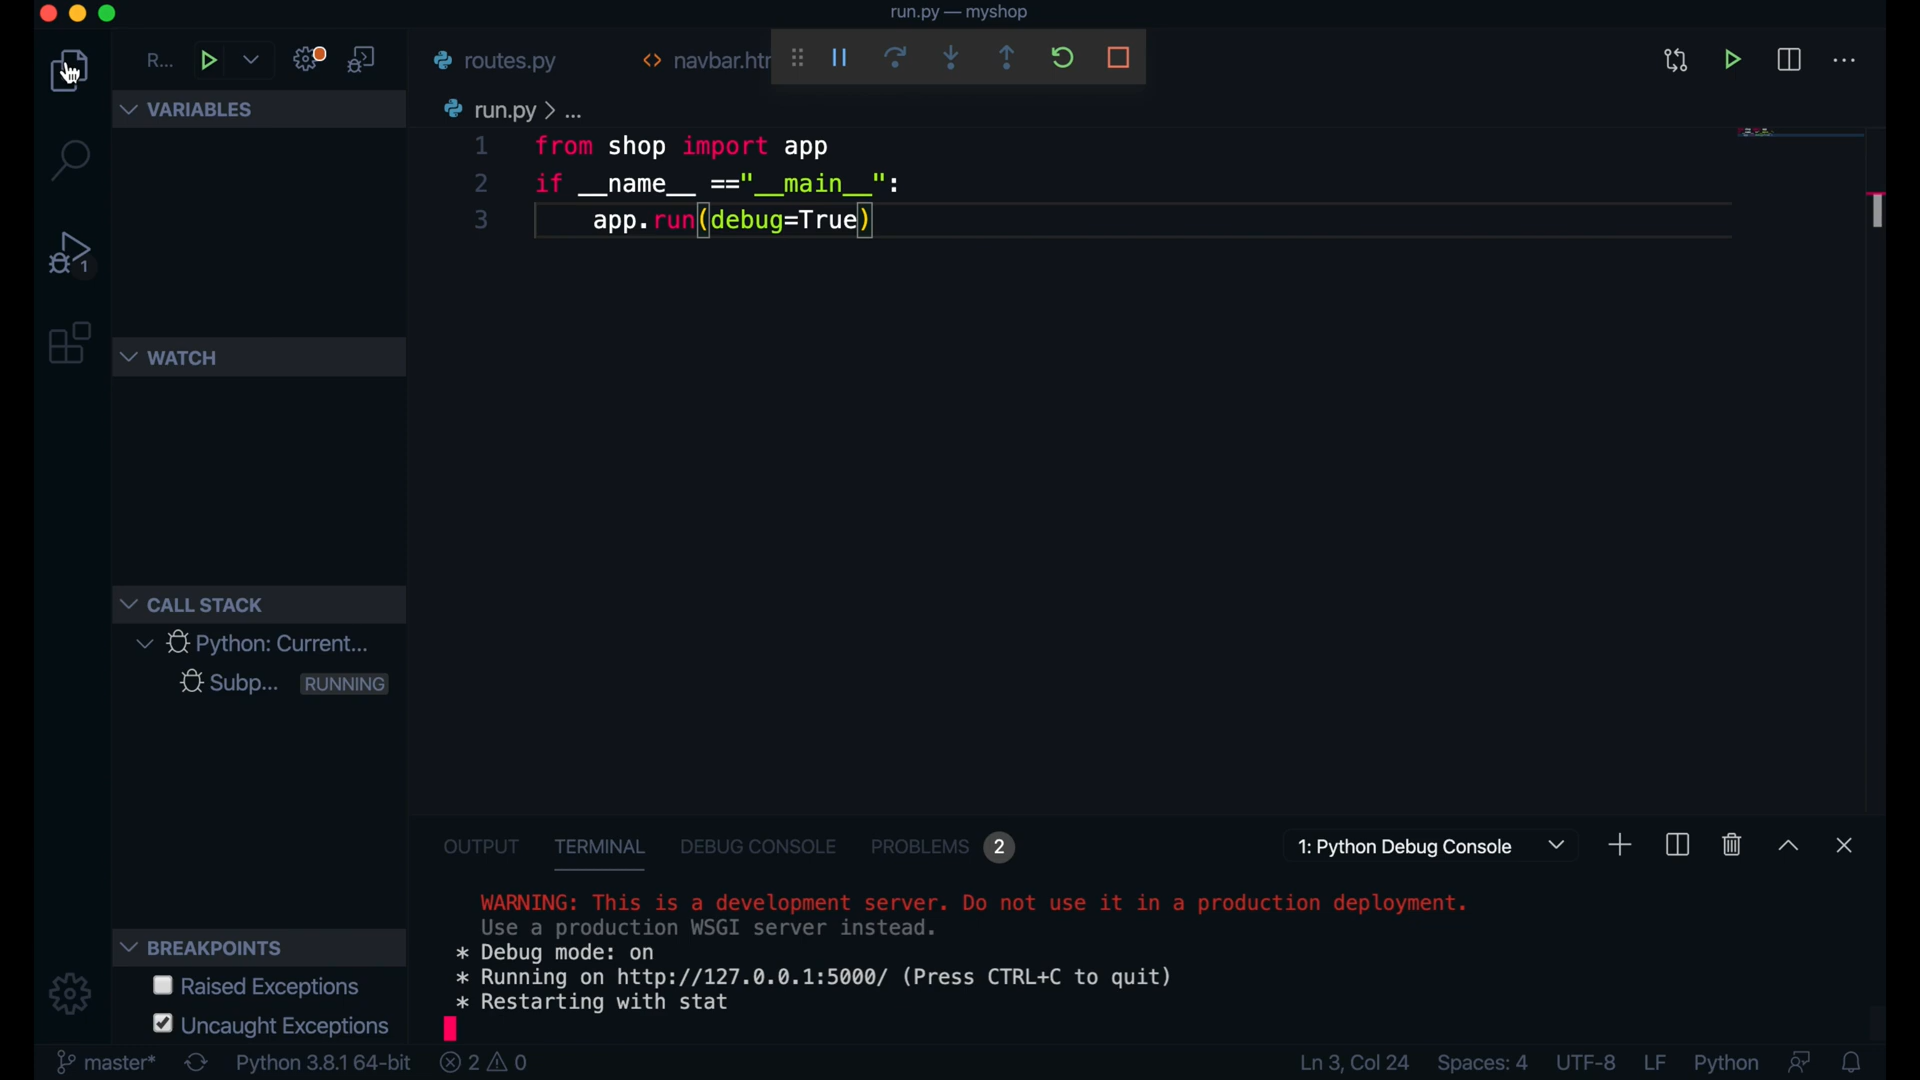 run.py — myshop
R...
routes.py
navbar.htm
VARIABLES
run.py > ...
1 from shop import app
2 if __name__ =="__main__":
3 app.run(debug=True)
1
WATCH
CALL STACK
Python: Current...
Subp... RUNNING
BREAKPOINTS
Raised Exceptions
Uncaught Exceptions
OUTPUT TERMINAL DEBUG CONSOLE PROBLEMS 2
1: Python Debug Console
WARNING: This is a development server. Do not use it in a production deployment.
Use a production WSGI server instead.
* Debug mode: on
* Running on http://127.0.0.1:5000/ (Press CTRL+C to quit)
* Restarting with stat
master* Python 3.8.1 64-bit 2 0 Ln 3, Col 24 Spaces: 4 UTF-8 LF Python